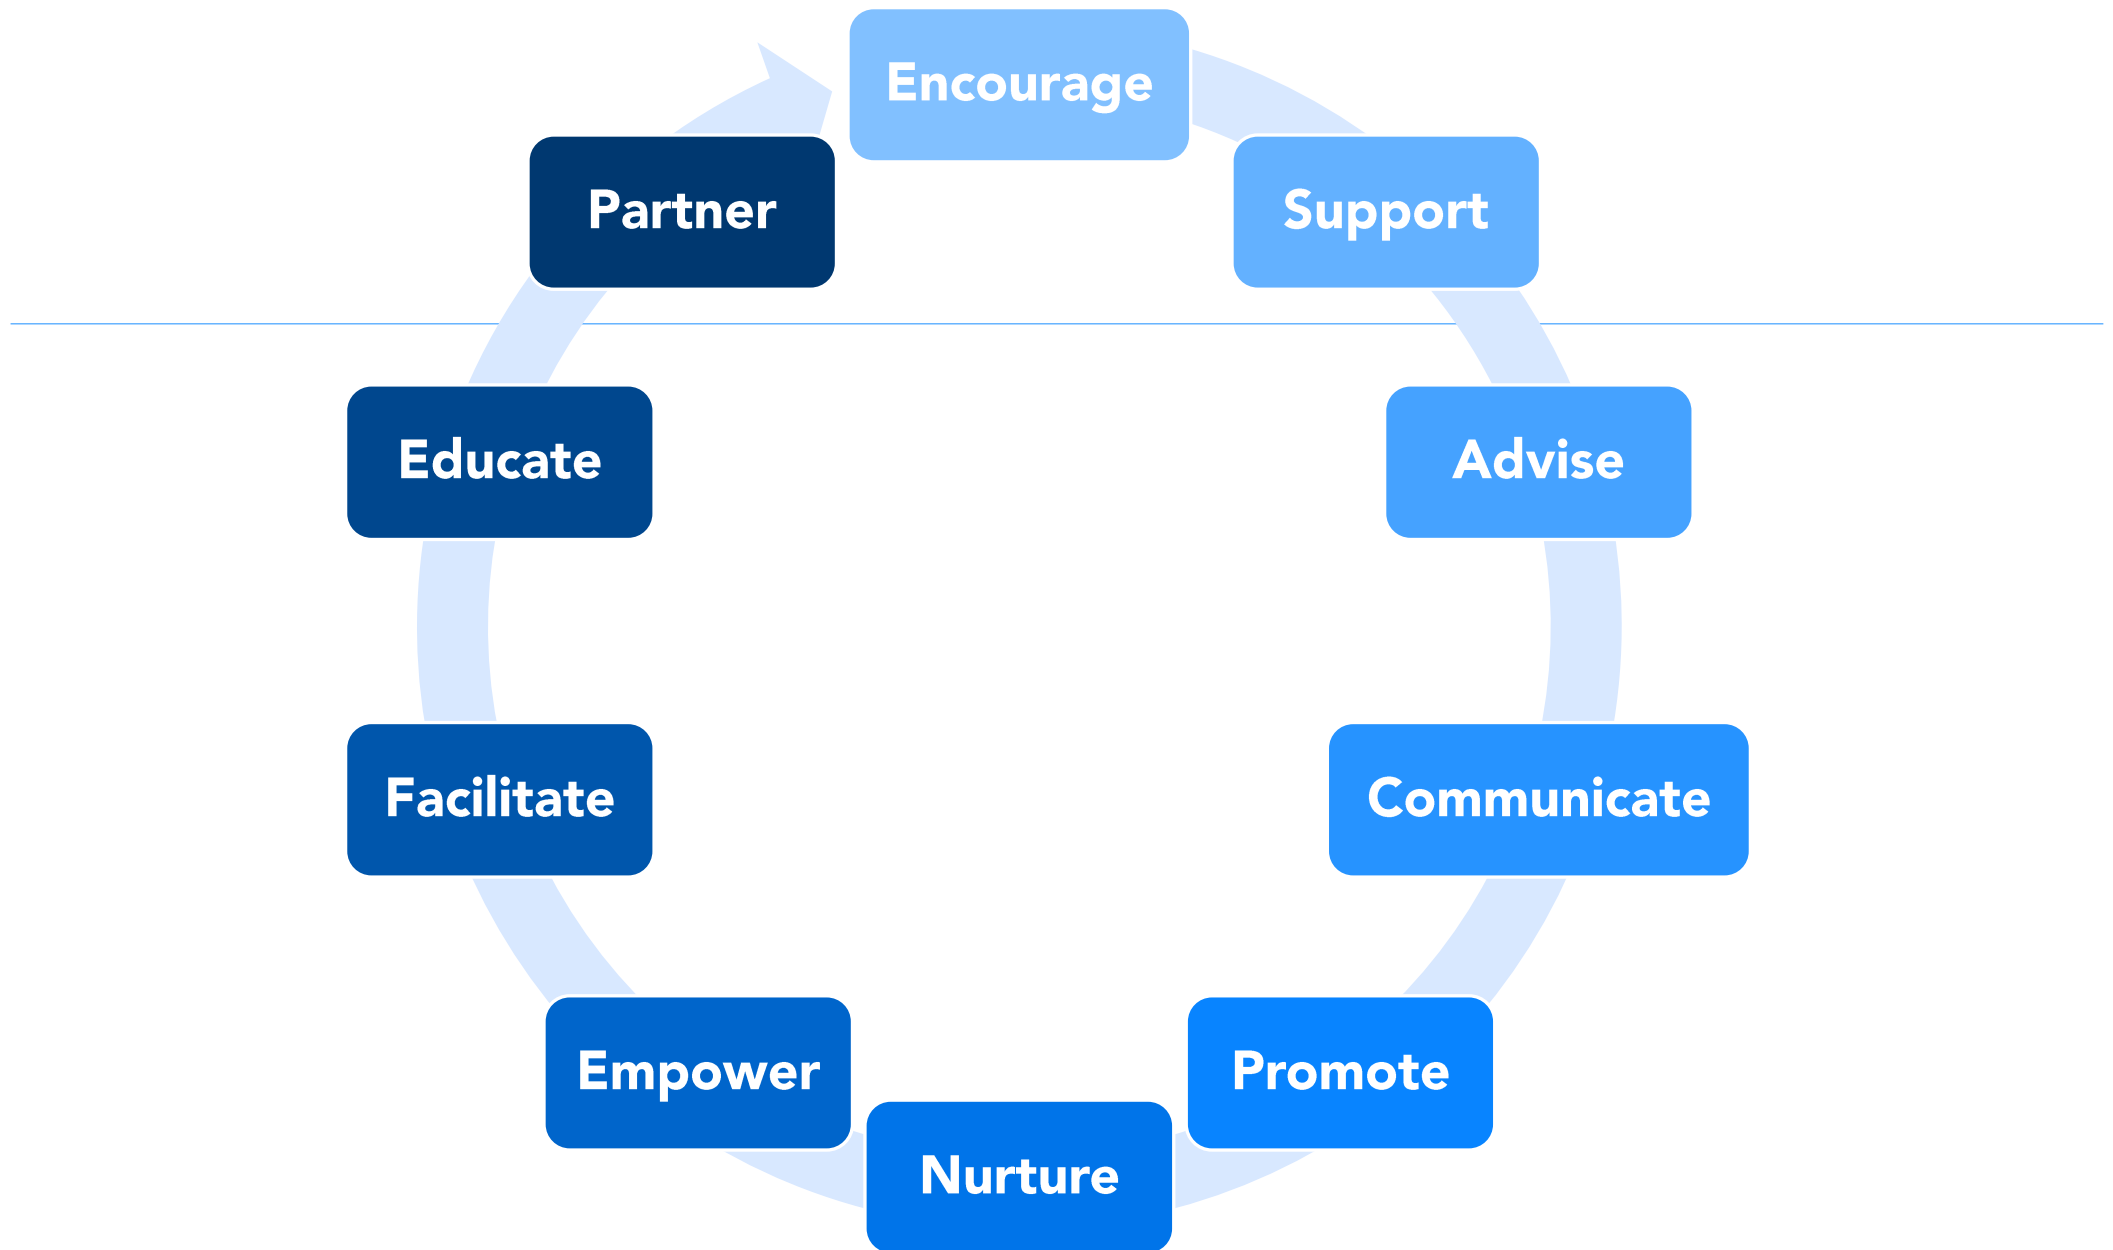 Encourage
Support
Advise
Communicate
Promote
Nurture
Empower
Facilitate
Educate
Partner